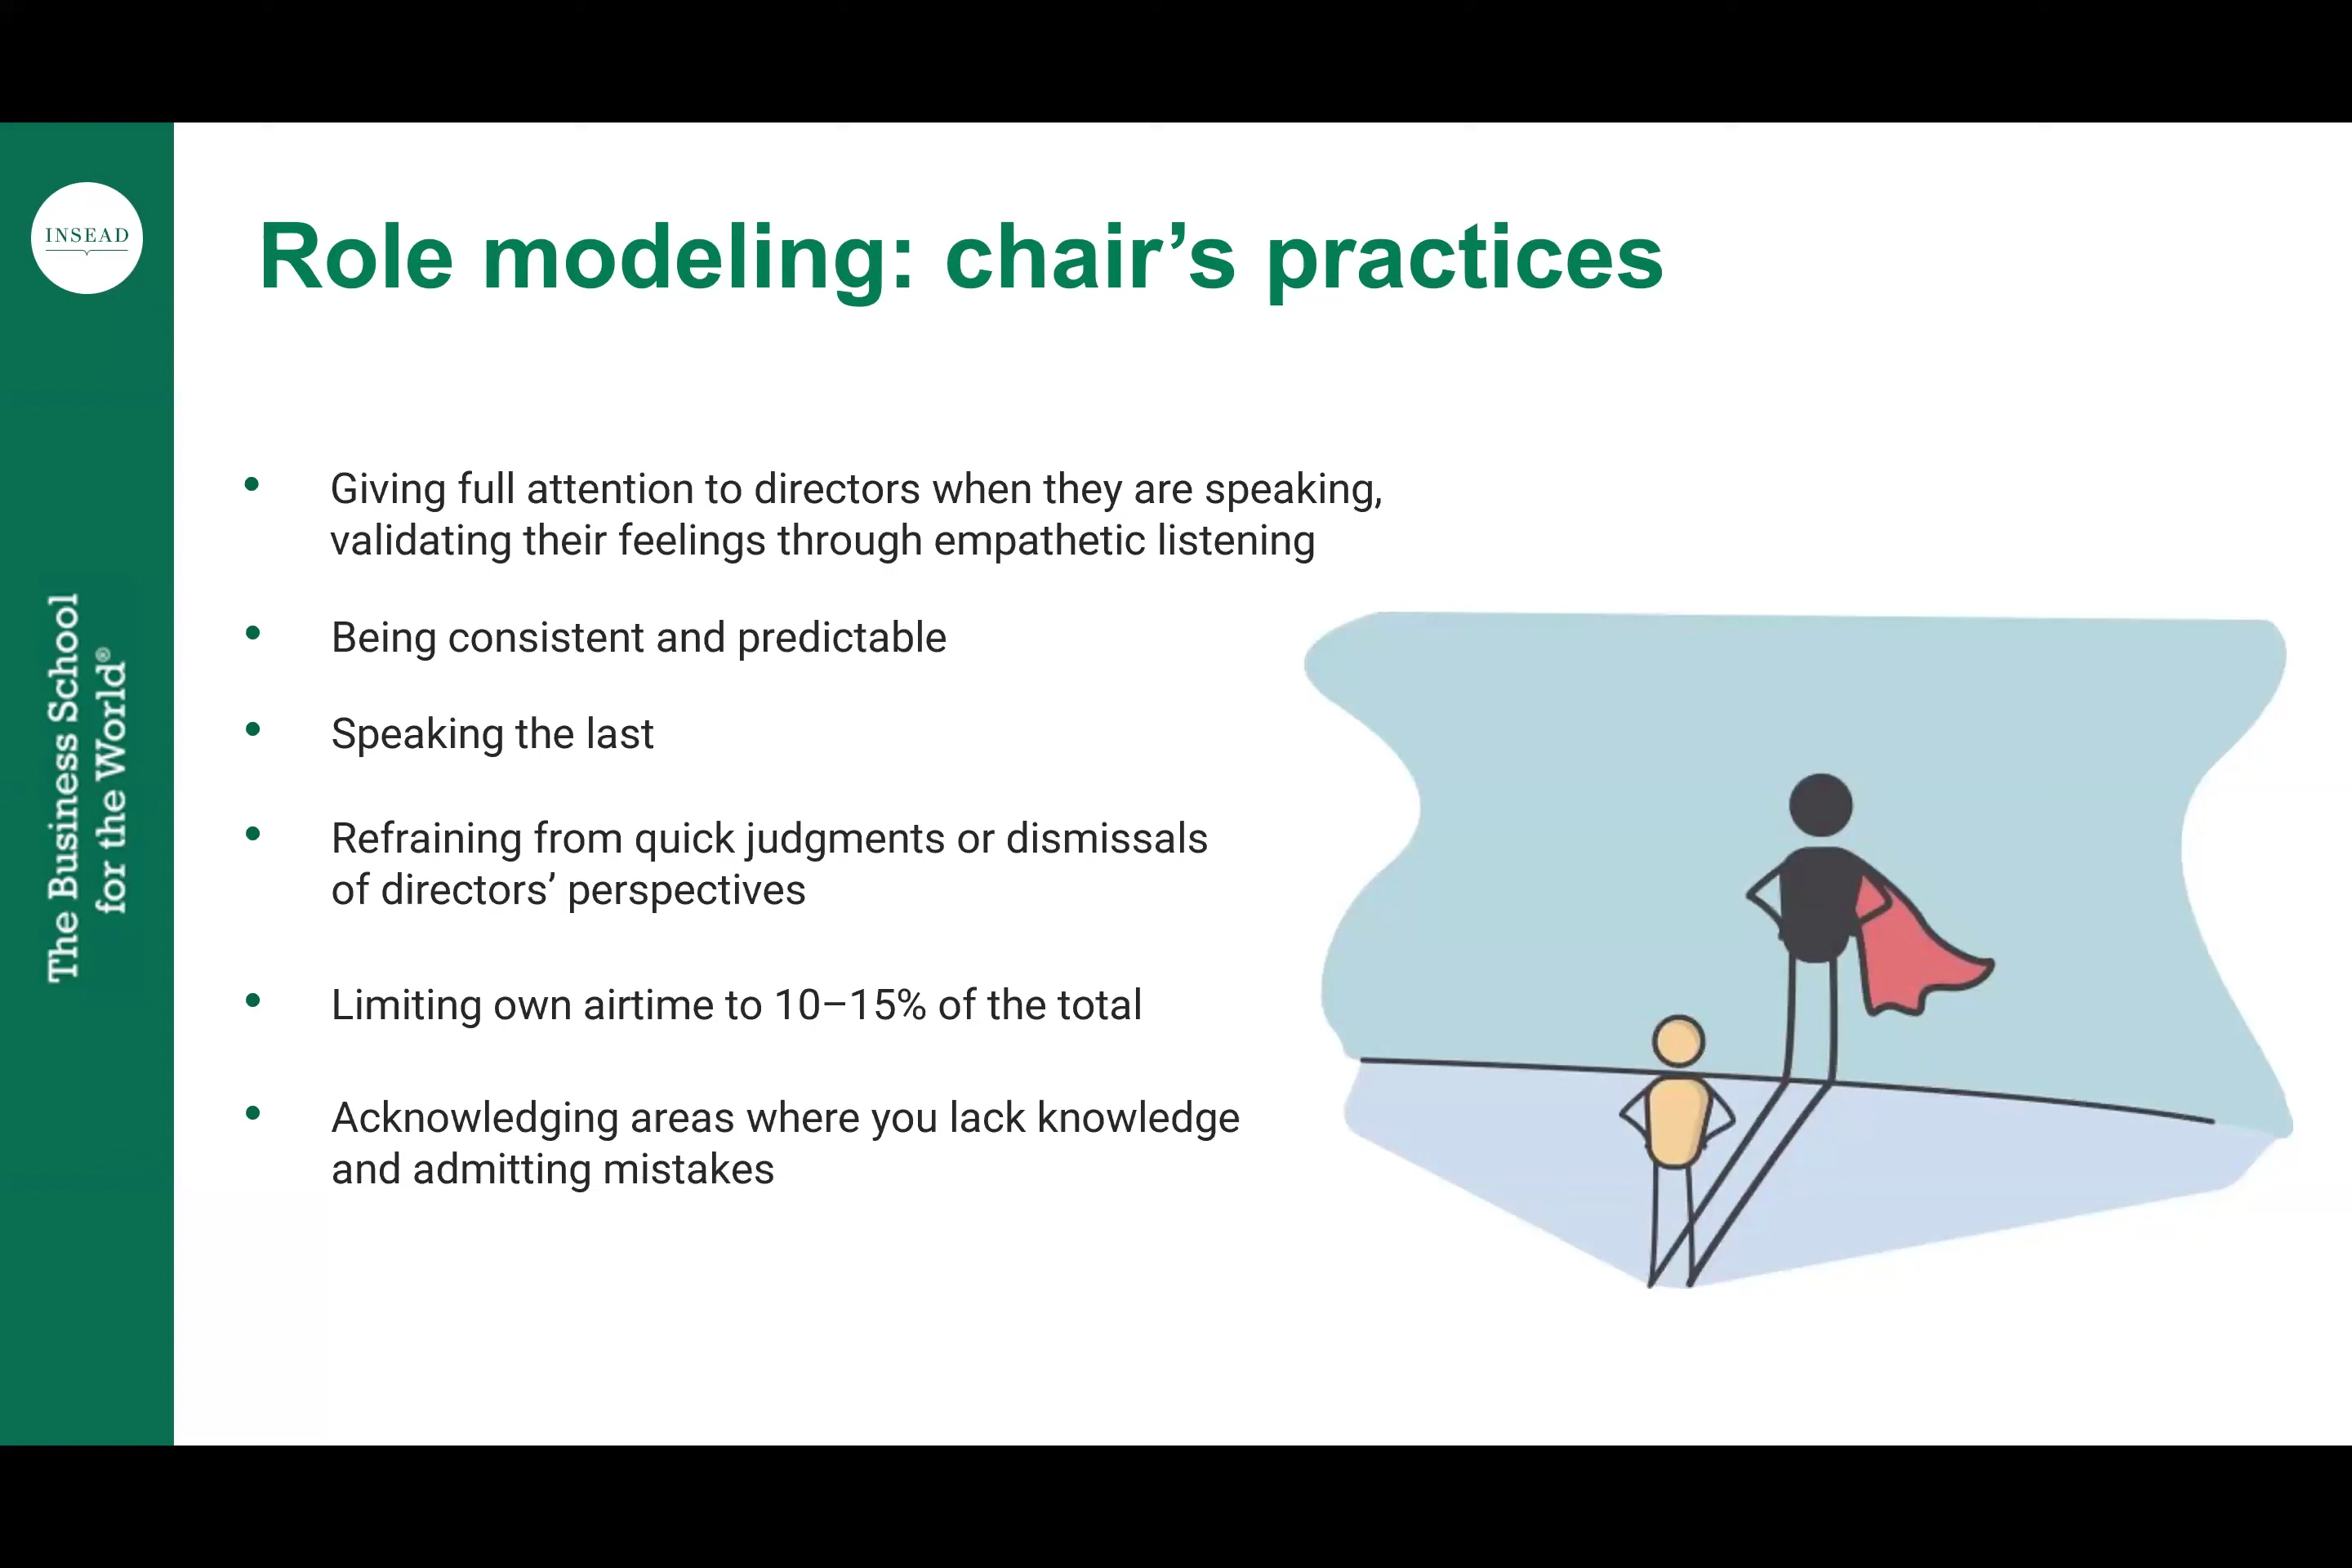 INSEAD
The Business School
for the World®
Role modeling: chair’s practices
• Giving full attention to directors when they are speaking,
validating their feelings through empathetic listening
• Being consistent and predictable
• Speaking the last
• Refraining from quick judgments or dismissals
of directors’ perspectives
• Limiting own airtime to 10–15% of the total
• Acknowledging areas where you lack knowledge
and admitting mistakes